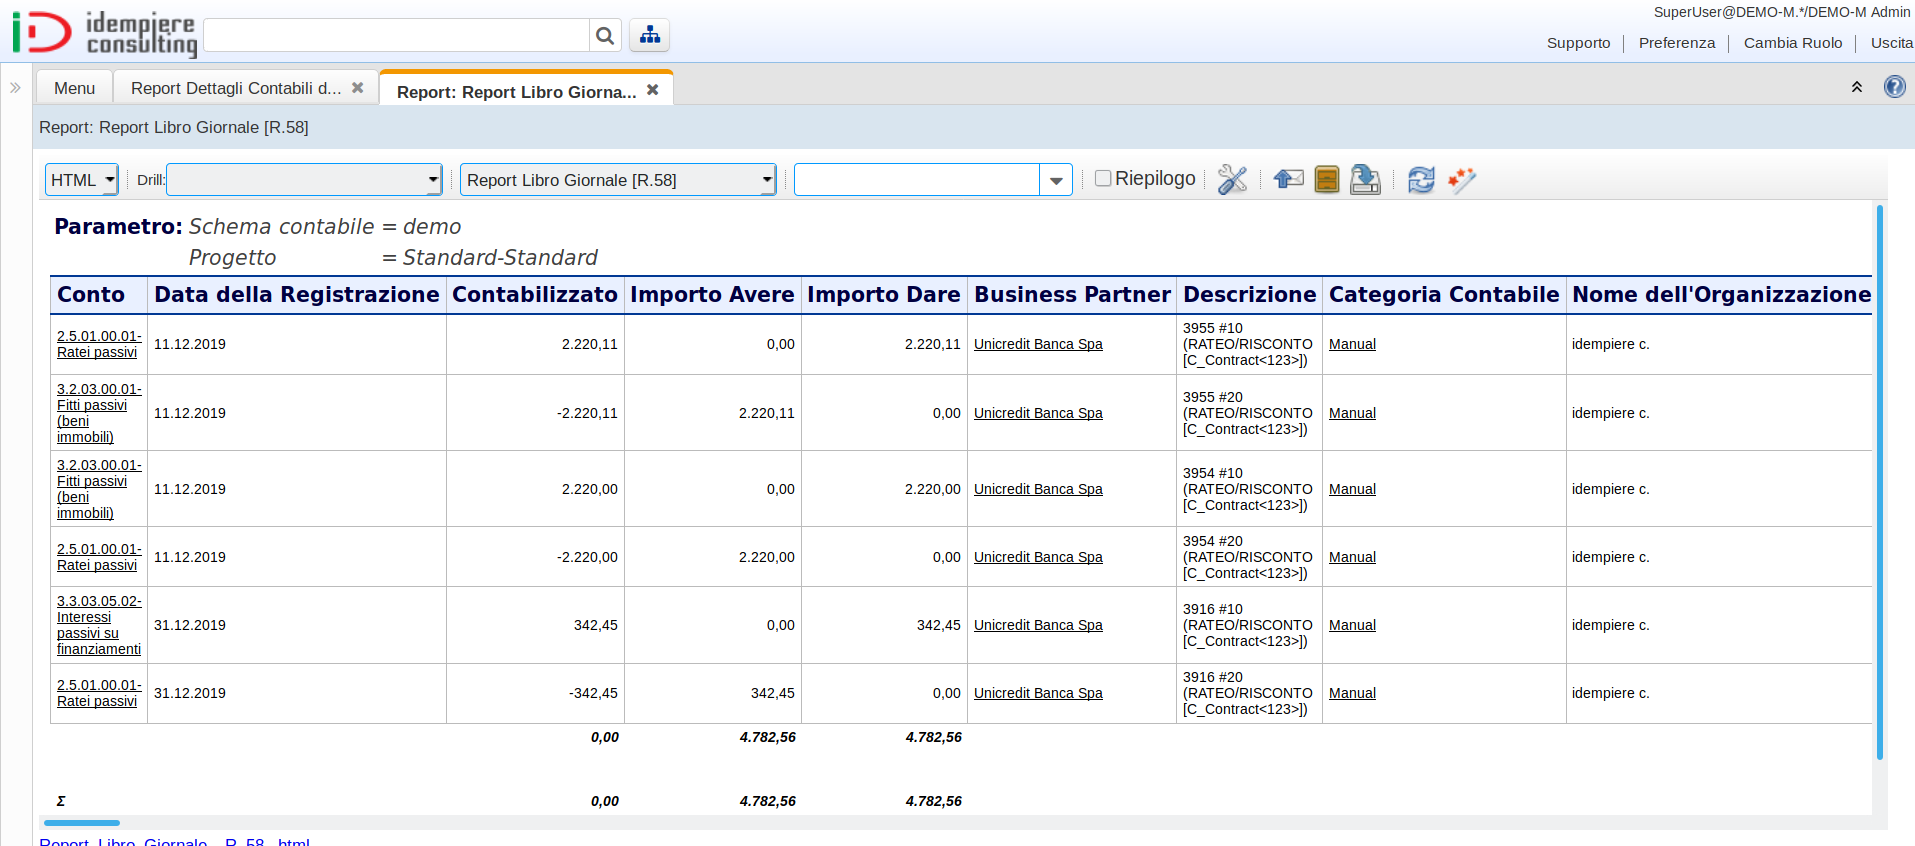 SuperUser@DEMO-M.*/DEMO-M Admin
idempiere
consulting
Supporto Preferenza Cambia Ruolo Uscita
Menu Report Dettagli Contabili d... Report: Report Libro Giorna...
Report: Report Libro Giornale [R.58]
HTML Drill: Report Libro Giornale [R.58] Riepilogo
Parametro: Schema contabile = demo
Progetto = Standard-Standard
Conto Data della Registrazione Contabilizzato Importo Avere Importo Dare Business Partner Descrizione Categoria Contabile Nome dell'Organizzazione
2.5.01.00.01-
Ratei passivi
11.12.2019 2.220,11 0,00 2.220,11 Unicredit Banca Spa
3955 #10
(RATEO/RISCONTO
[C_Contract<123>])
Manual idempiere c.
3.2.03.00.01-
Fitti passivi
(beni
immobili)
11.12.2019 -2.220,11 2.220,11 0,00 Unicredit Banca Spa
3955 #20
(RATEO/RISCONTO
[C_Contract<123>])
Manual idempiere c.
3.2.03.00.01-
Fitti passivi
(beni
immobili)
11.12.2019 2.220,00 0,00 2.220,00 Unicredit Banca Spa
3954 #10
(RATEO/RISCONTO
[C_Contract<123>])
Manual idempiere c.
2.5.01.00.01-
Ratei passivi
11.12.2019 -2.220,00 2.220,00 0,00 Unicredit Banca Spa
3954 #20
(RATEO/RISCONTO
[C_Contract<123>])
Manual idempiere c.
3.3.03.05.02-
Interessi
passivi su
finanziamenti
31.12.2019 342,45 0,00 342,45 Unicredit Banca Spa
3916 #10
(RATEO/RISCONTO
[C_Contract<123>])
Manual idempiere c.
2.5.01.00.01-
Ratei passivi
31.12.2019 -342,45 342,45 0,00 Unicredit Banca Spa
3916 #20
(RATEO/RISCONTO
[C_Contract<123>])
Manual idempiere c.
0,00 4.782,56 4.782,56
Σ 0,00 4.782,56 4.782,56
Report_Libro_Giornale__R_58_.html